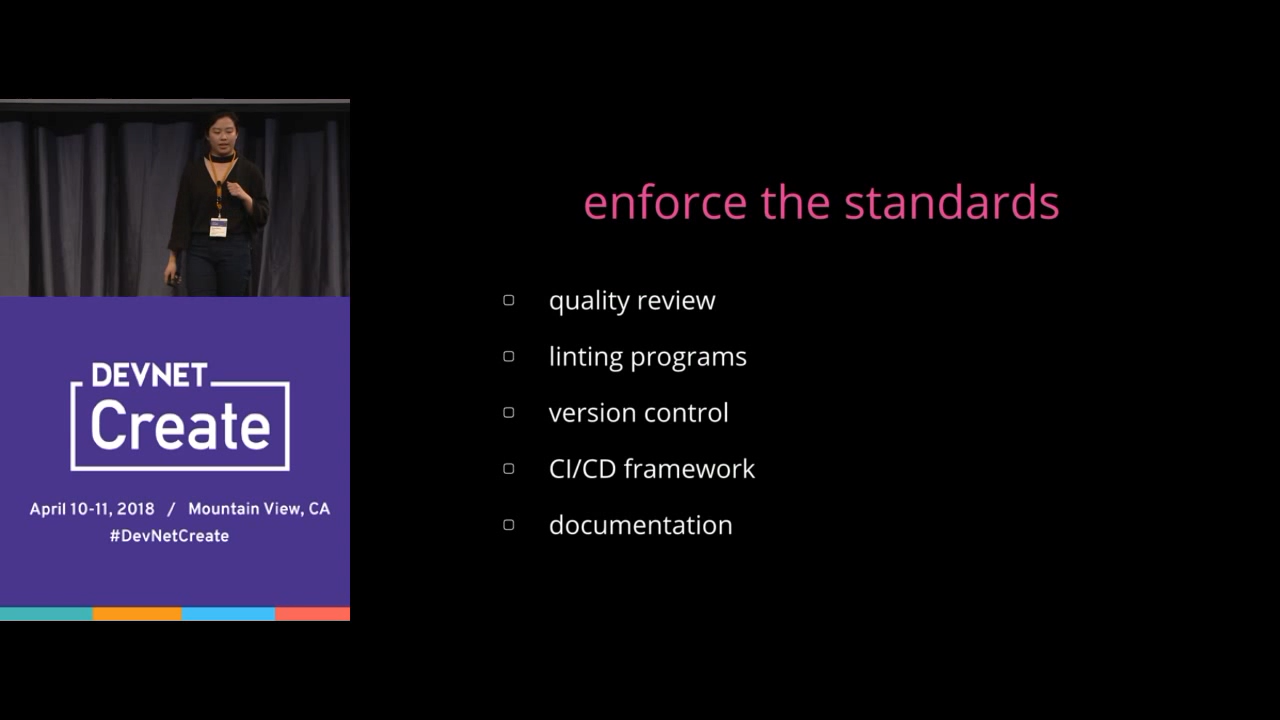 enforce the standards
quality review
linting programs
version control
CI/CD framework
documentation
DEVNET
Create
April 10-11, 2018 / Mountain View, CA
#DevNetCreate